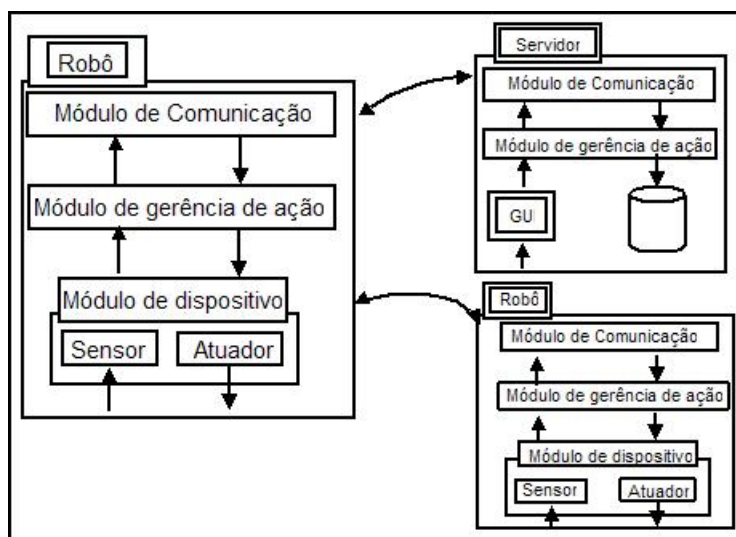 Robô
Módulo de Comunicação
Módulo de gerência de ação
Módulo de dispositivo
Sensor
Atuador
Servidor
Módulo de Comunicação
Módulo de gerência de ação
GUI
Robô
Módulo de Comunicação
Módulo de gerência de ação
Módulo de dispositivo
Sensor
Atuador